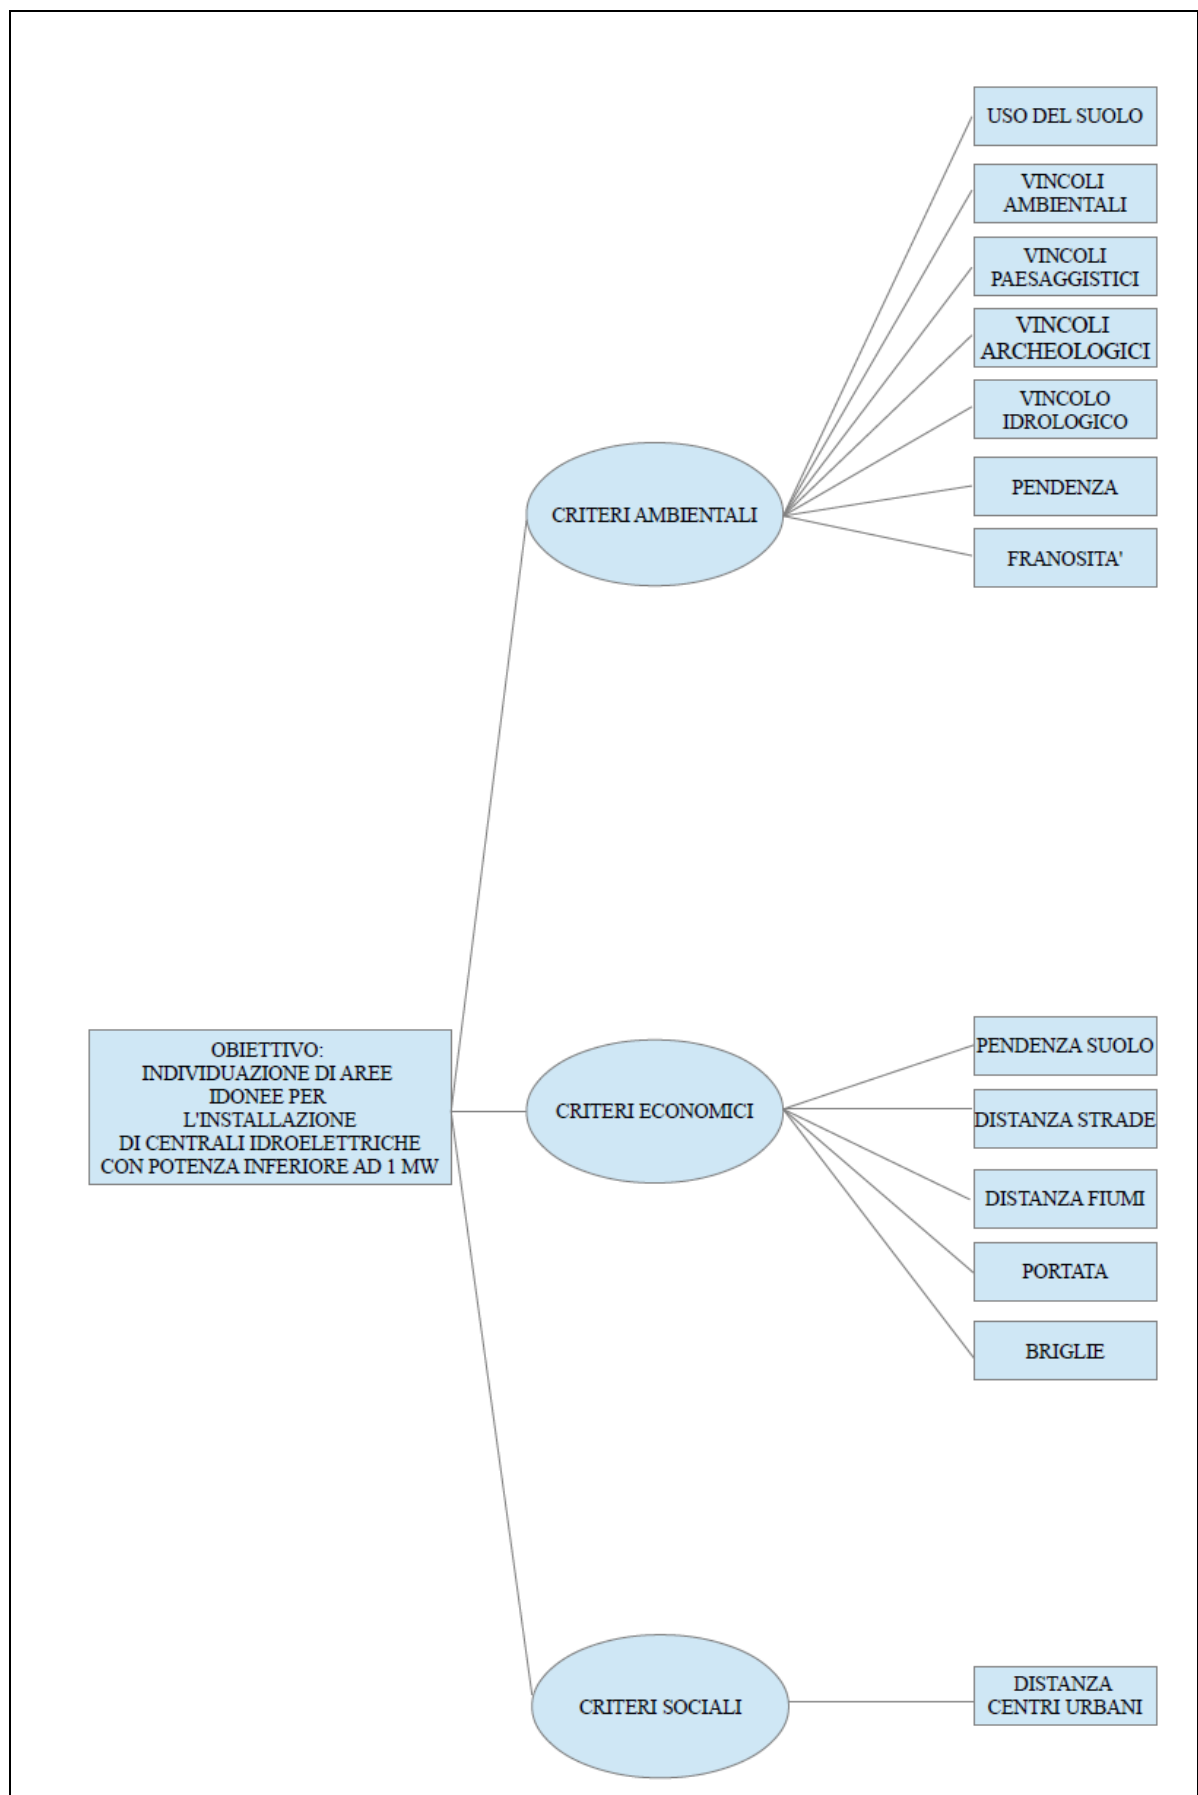 USO DEL SUOLO
VINCOLI
AMBIENTALI
VINCOLI
PAESAGGISTICI
VINCOLI
ARCHEOLOGICI
VINCOLO
IDROLOGICO
PENDENZA
FRANOSITA'
CRITERI AMBIENTALI
OBIETTIVO:
INDIVIDUAZIONE DI AREE
IDONEE PER
L'INSTALLAZIONE
DI CENTRALI IDROELETTRICHE
CON POTENZA INFERIORE AD 1 MW
CRITERI ECONOMICI
PENDENZA SUOLO
DISTANZA STRADE
DISTANZA FIUMI
PORTATA
BRIGLIE
CRITERI SOCIALI
DISTANZA
CENTRI URBANI